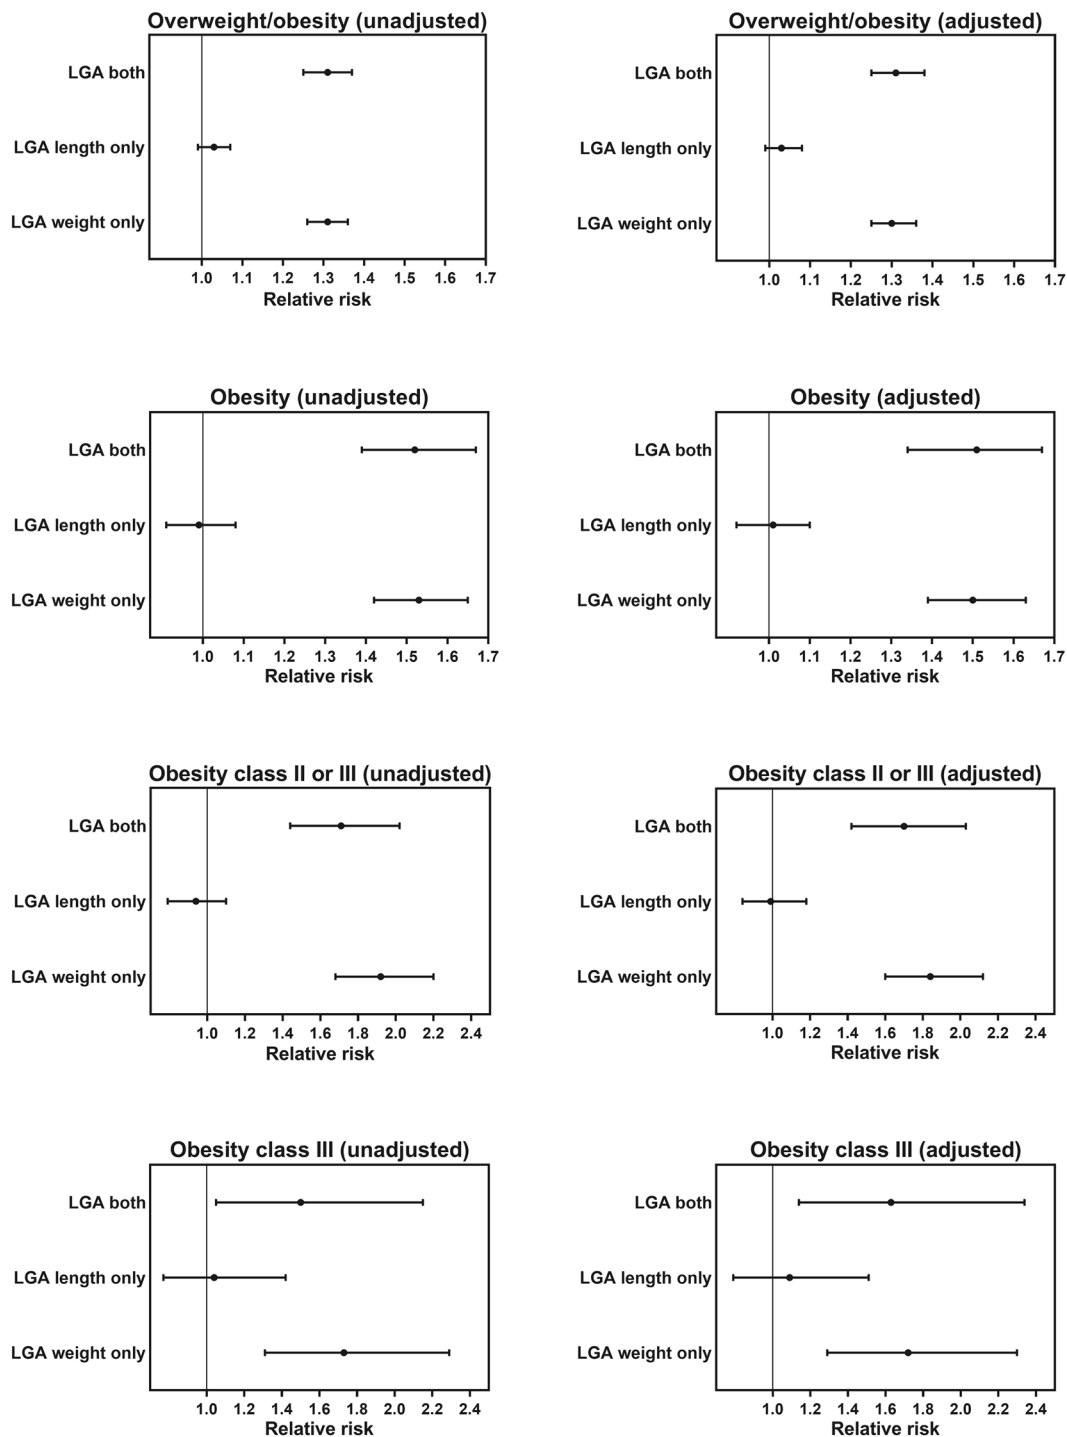 Overweight/obesity (unadjusted)
LGA both
LGA length only
LGA weight only
1.0 1.1 1.2 1.3 1.4 1.5 1.6 1.7
Relative risk
Overweight/obesity (adjusted)
LGA both
LGA length only
LGA weight only
1.0 1.1 1.2 1.3 1.4 1.5 1.6 1.7
Relative risk
Obesity (unadjusted)
LGA both
LGA length only
LGA weight only
1.0 1.1 1.2 1.3 1.4 1.5 1.6 1.7
Relative risk
Obesity (adjusted)
LGA both
LGA length only
LGA weight only
1.0 1.1 1.2 1.3 1.4 1.5 1.6 1.7
Relative risk
Obesity class II or III (unadjusted)
LGA both
LGA length only
LGA weight only
1.0 1.2 1.4 1.6 1.8 2.0 2.2 2.4
Relative risk
Obesity class II or III (adjusted)
LGA both
LGA length only
LGA weight only
1.0 1.2 1.4 1.6 1.8 2.0 2.2 2.4
Relative risk
Obesity class III (unadjusted)
LGA both
LGA length only
LGA weight only
1.0 1.2 1.4 1.6 1.8 2.0 2.2 2.4
Relative risk
Obesity class III (adjusted)
LGA both
LGA length only
LGA weight only
1.0 1.2 1.4 1.6 1.8 2.0 2.2 2.4
Relative risk